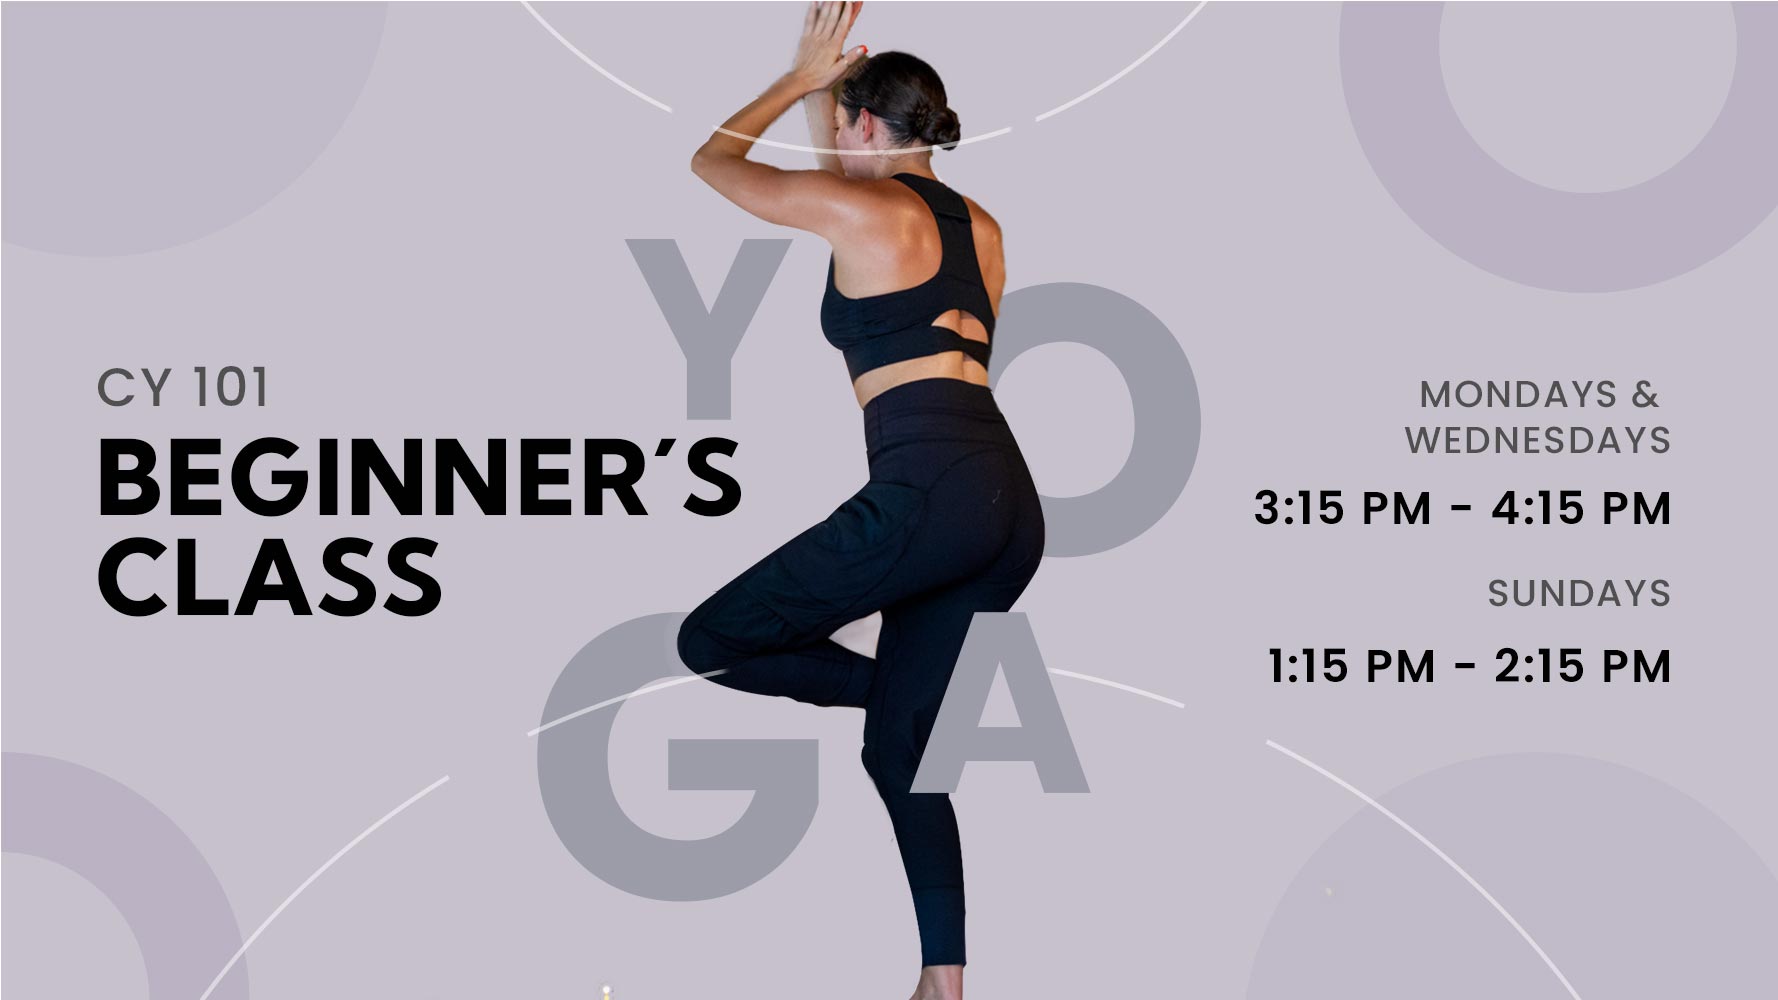 YOGA
CY 101
BEGINNER'S
CLASS
MONDAYS &
WEDNESDAYS
3:15 PM - 4:15 PM
SUNDAYS
1:15 PM - 2:15 PM